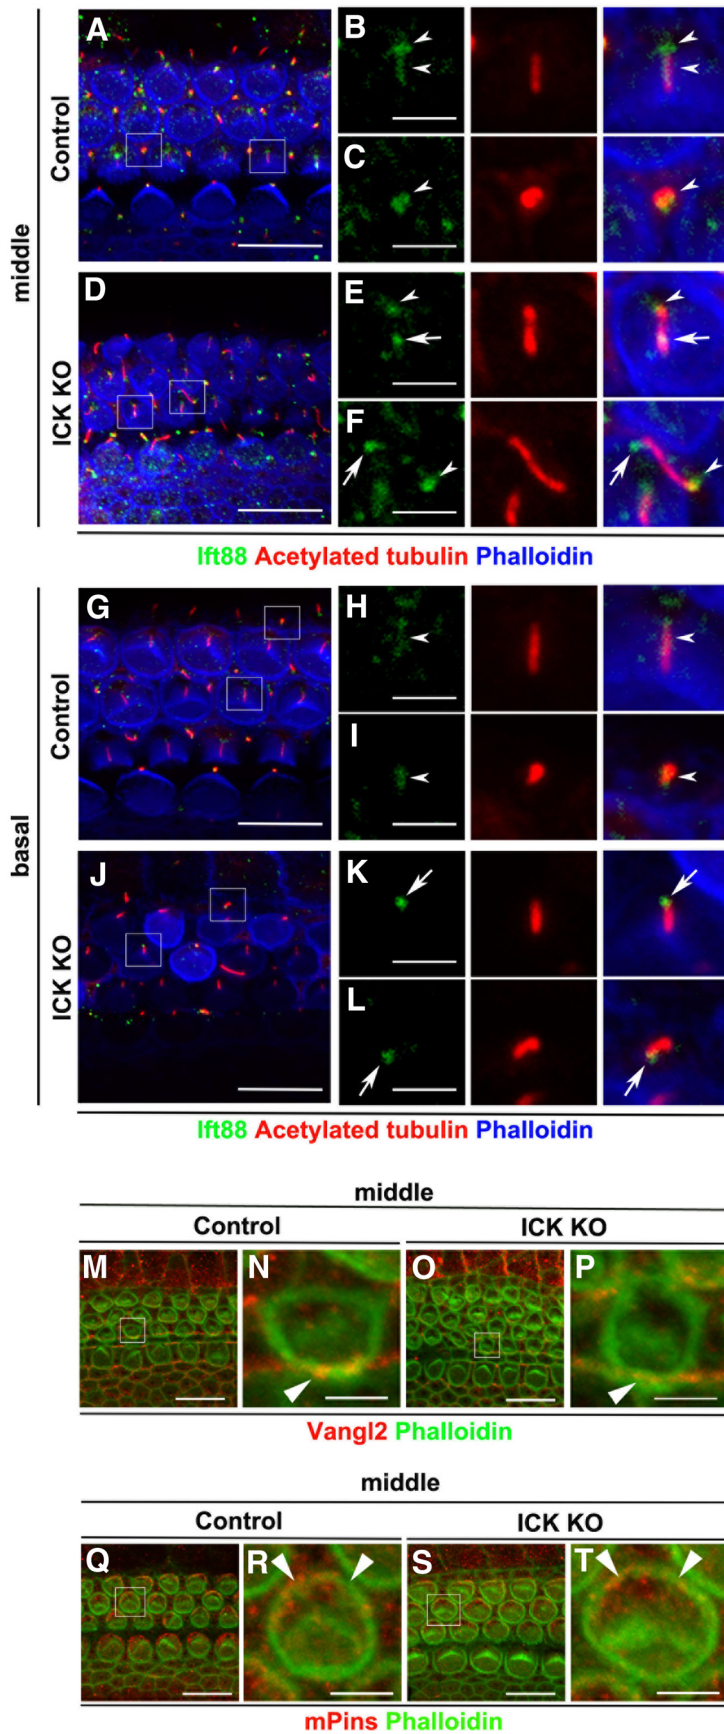 A
B
C
Control
D
E
F
ICK KO
middle
Ift88 Acetylated tubulin Phalloidin
G
H
I
Control
J
K
L
ICK KO
basal
Ift88 Acetylated tubulin Phalloidin
middle
Control
ICK KO
M
N
O
P
Vangl2 Phalloidin
middle
Control
ICK KO
Q
R
S
T
mPins Phalloidin